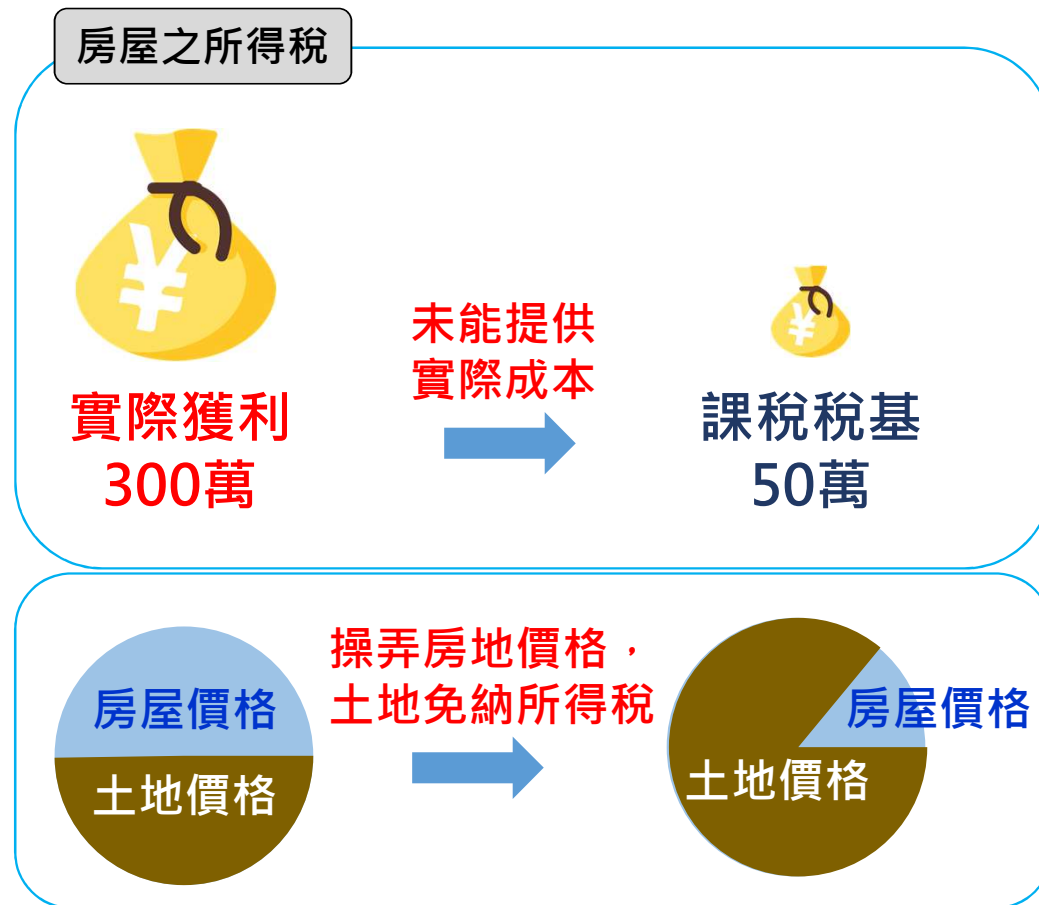 房屋之所得稅
¥
¥
未能提供
實際成本
實際獲利
300萬
課稅稅基
50萬
操弄房地價格，
土地免納所得稅
房屋價格
土地價格
房屋價格
土地價格